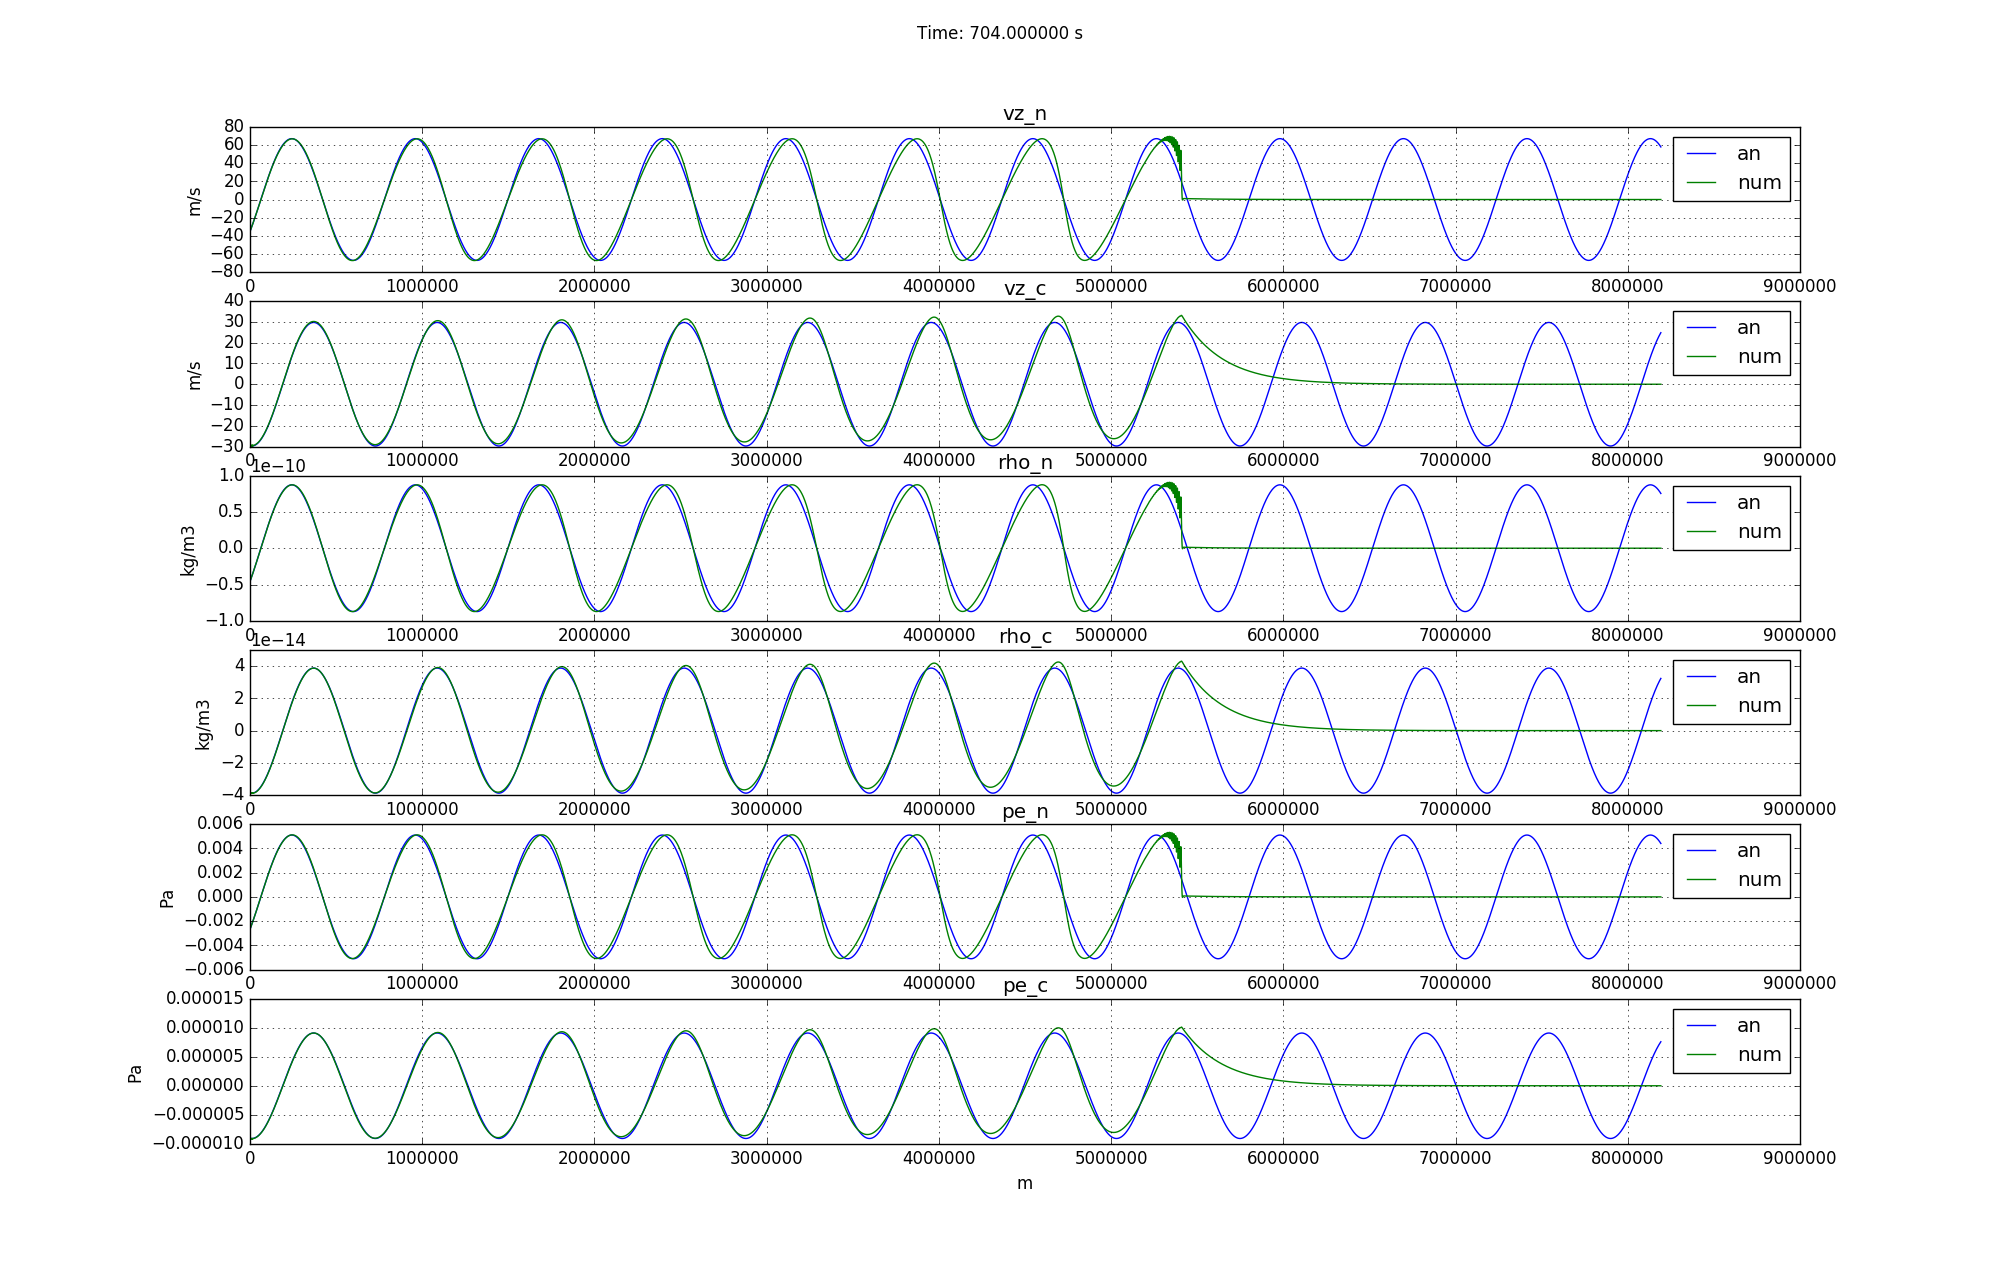 Time: 704.000000 s
vz_n
80
60
40
20
0
−20
−40
−60
−80
m/s
an
num
0 1000000 2000000 3000000 4000000 5000000 6000000 7000000 8000000 9000000
vz_c
40
30
20
10
0
−10
−20
−30
m/s
an
num
0 1000000 2000000 3000000 4000000 5000000 6000000 7000000 8000000 9000000
1e−10
rho_n
1.0
0.5
0.0
−0.5
−1.0
kg/m3
an
num
0 1000000 2000000 3000000 4000000 5000000 6000000 7000000 8000000 9000000
1e−14
rho_c
4
2
0
−2
−4
kg/m3
an
num
0 1000000 2000000 3000000 4000000 5000000 6000000 7000000 8000000 9000000
pe_n
0.006
0.004
0.002
0.000
−0.002
−0.004
−0.006
Pa
an
num
0 1000000 2000000 3000000 4000000 5000000 6000000 7000000 8000000 9000000
pe_c
0.000015
0.000010
0.000005
0.000000
−0.000005
−0.000010
Pa
an
num
0 1000000 2000000 3000000 4000000 5000000 6000000 7000000 8000000 9000000
m